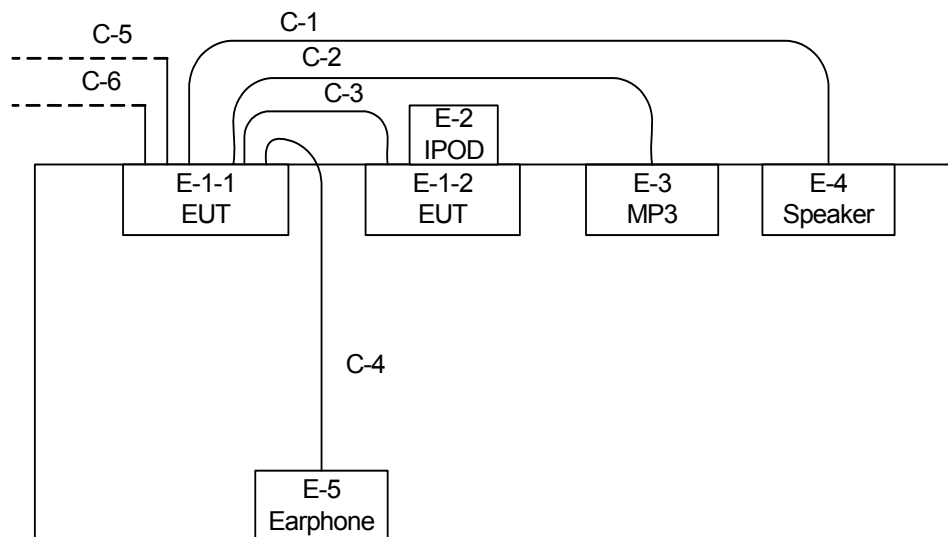 C-1
C-5
C-2
C-6
C-3
E-2
IPOD
E-1-1
EUT
E-1-2
EUT
E-3
MP3
E-4
Speaker
C-4
E-5
Earphone